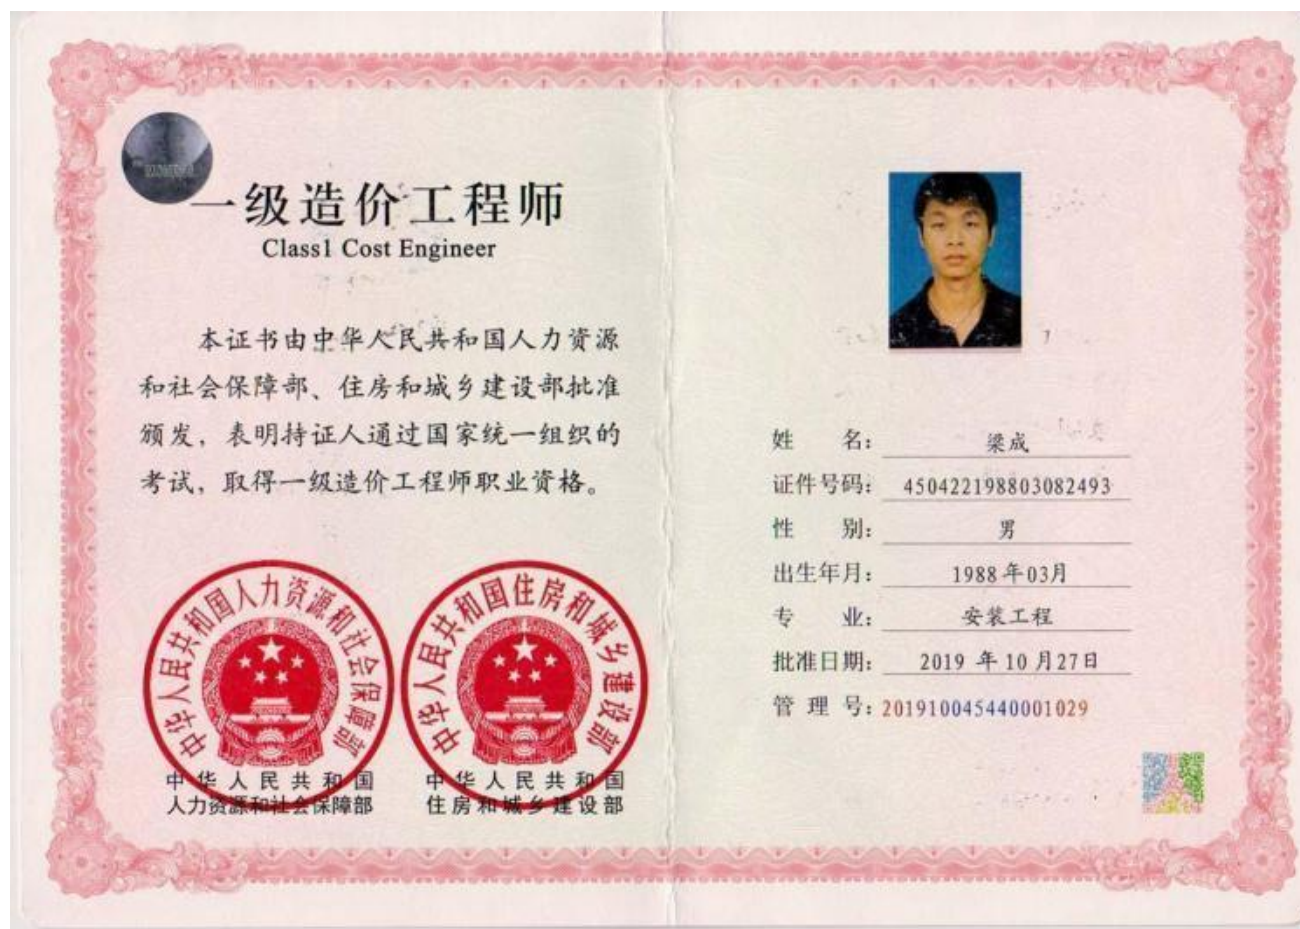 一级造价工程师
Class1 Cost Engineer
本证书由中华人民共和国人力资源
和社会保障部、住房和城乡建设部批准
颁发，表明持证人通过国家统一组织的
考试，取得一级造价工程师职业资格。
中华人民共和国人力资源和社会保障部
中华人民共和国住房和城乡建设部
中华人民共和国
人力资源和社会保障部
中华人民共和国
住房和城乡建设部
姓名：梁成
证件号码：450422198803082493
性别：男
出生年月：1988年03月
专业：安装工程
批准日期：2019年10月27日
管理号：201910045440001029